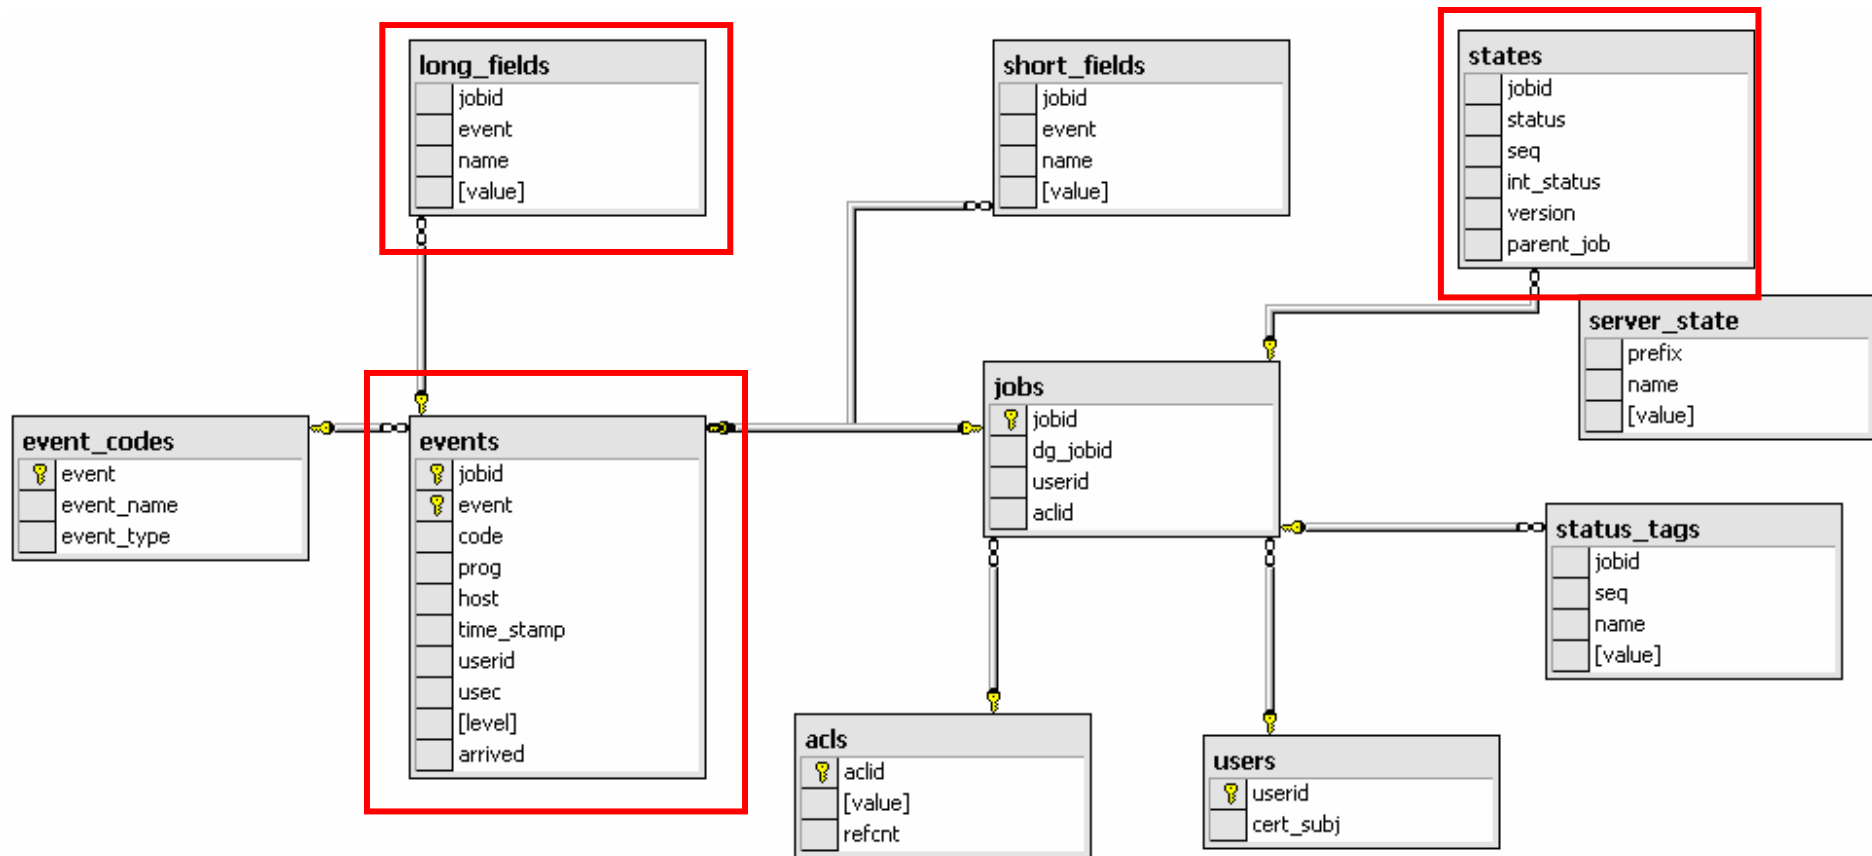 long_fields
jobid
event
name
[value]
short_fields
jobid
event
name
[value]
states
jobid
status
seq
int_status
version
parent_job
server_state
prefix
name
[value]
event_codes
event
event_name
event_type
events
jobid
event
code
prog
host
time_stamp
userid
usec
[level]
arrived
jobs
jobid
dg_jobid
userid
aclid
status_tags
jobid
seq
name
[value]
acls
aclid
[value]
refcnt
users
userid
cert_subj